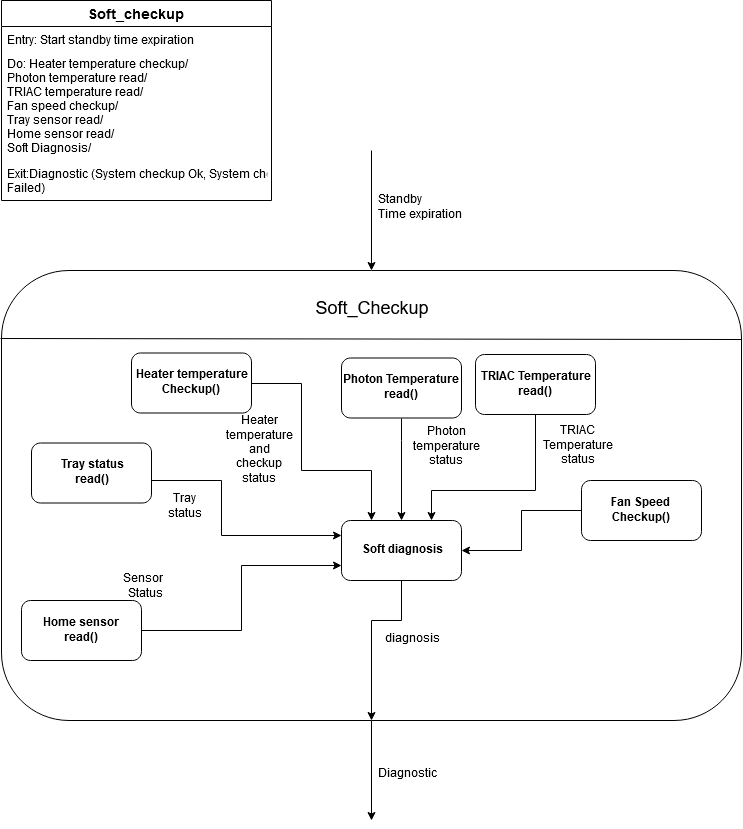 Soft_checkup
Entry: Start standby time expiration
Do: Heater temperature checkup/
Photon temperature read/
TRIAC temperature read/
Fan speed checkup/
Tray sensor read/
Home sensor read/
Soft Diagnosis/
Exit:Diagnostic (System checkup Ok, System
Failed)
Standby
Time expiration
Soft_Checkup
Heater temperature
Checkup()
Photon Temperature
read()
TRIAC Temperature
read()
Heater
temperature
and
checkup
status
Photon
temperature
status
TRIAC
Temperature
status
Tray status
read()
Tray
status
Fan Speed
Checkup()
Soft diagnosis
Sensor
Status
Home sensor
read()
diagnosis
Diagnostic